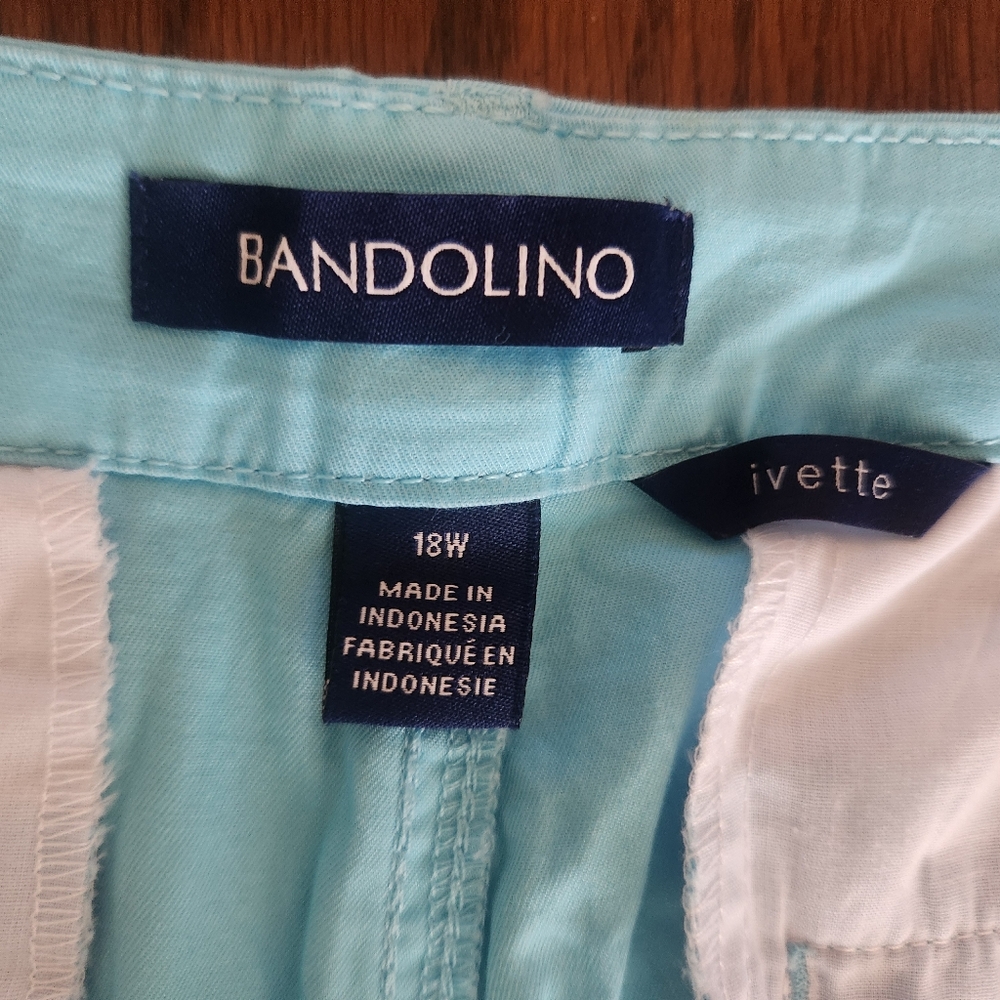 BANDOLINO
ivette
18W
MADE IN
INDONESIA
FABRIQUÉ EN
INDONESIE